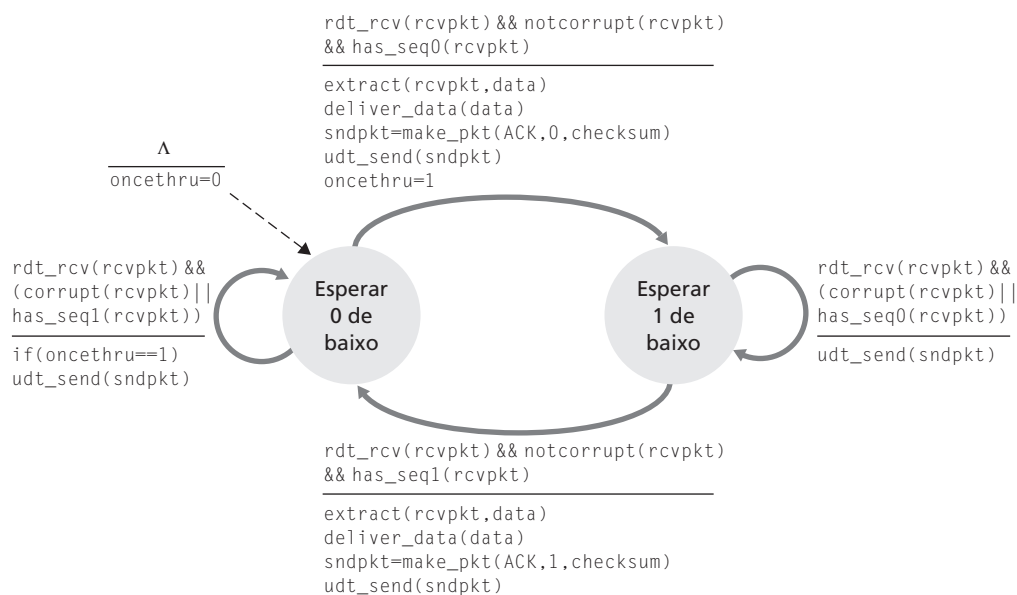 rdt_rcv(rcvpkt) && notcorrupt(rcvpkt)
&& has_seq0(rcvpkt)
extract(rcvpkt,data)
deliver_data(data)
sndpkt=make_pkt(ACK,0,checksum)
udt_send(sndpkt)
oncethru=1
Λ
oncethru=0
rdt_rcv(rcvpkt) &&
(corrupt(rcvpkt)||
has_seq1(rcvpkt))
if(oncethru==1)
udt_send(sndpkt)
Esperar
0 de
baixo
Esperar
1 de
baixo
rdt_rcv(rcvpkt) &&
(corrupt(rcvpkt)||
has_seq0(rcvpkt))
udt_send(sndpkt)
rdt_rcv(rcvpkt) && notcorrupt(rcvpkt)
&& has_seq1(rcvpkt)
extract(rcvpkt,data)
deliver_data(data)
sndpkt=make_pkt(ACK,1,checksum)
udt_send(sndpkt)